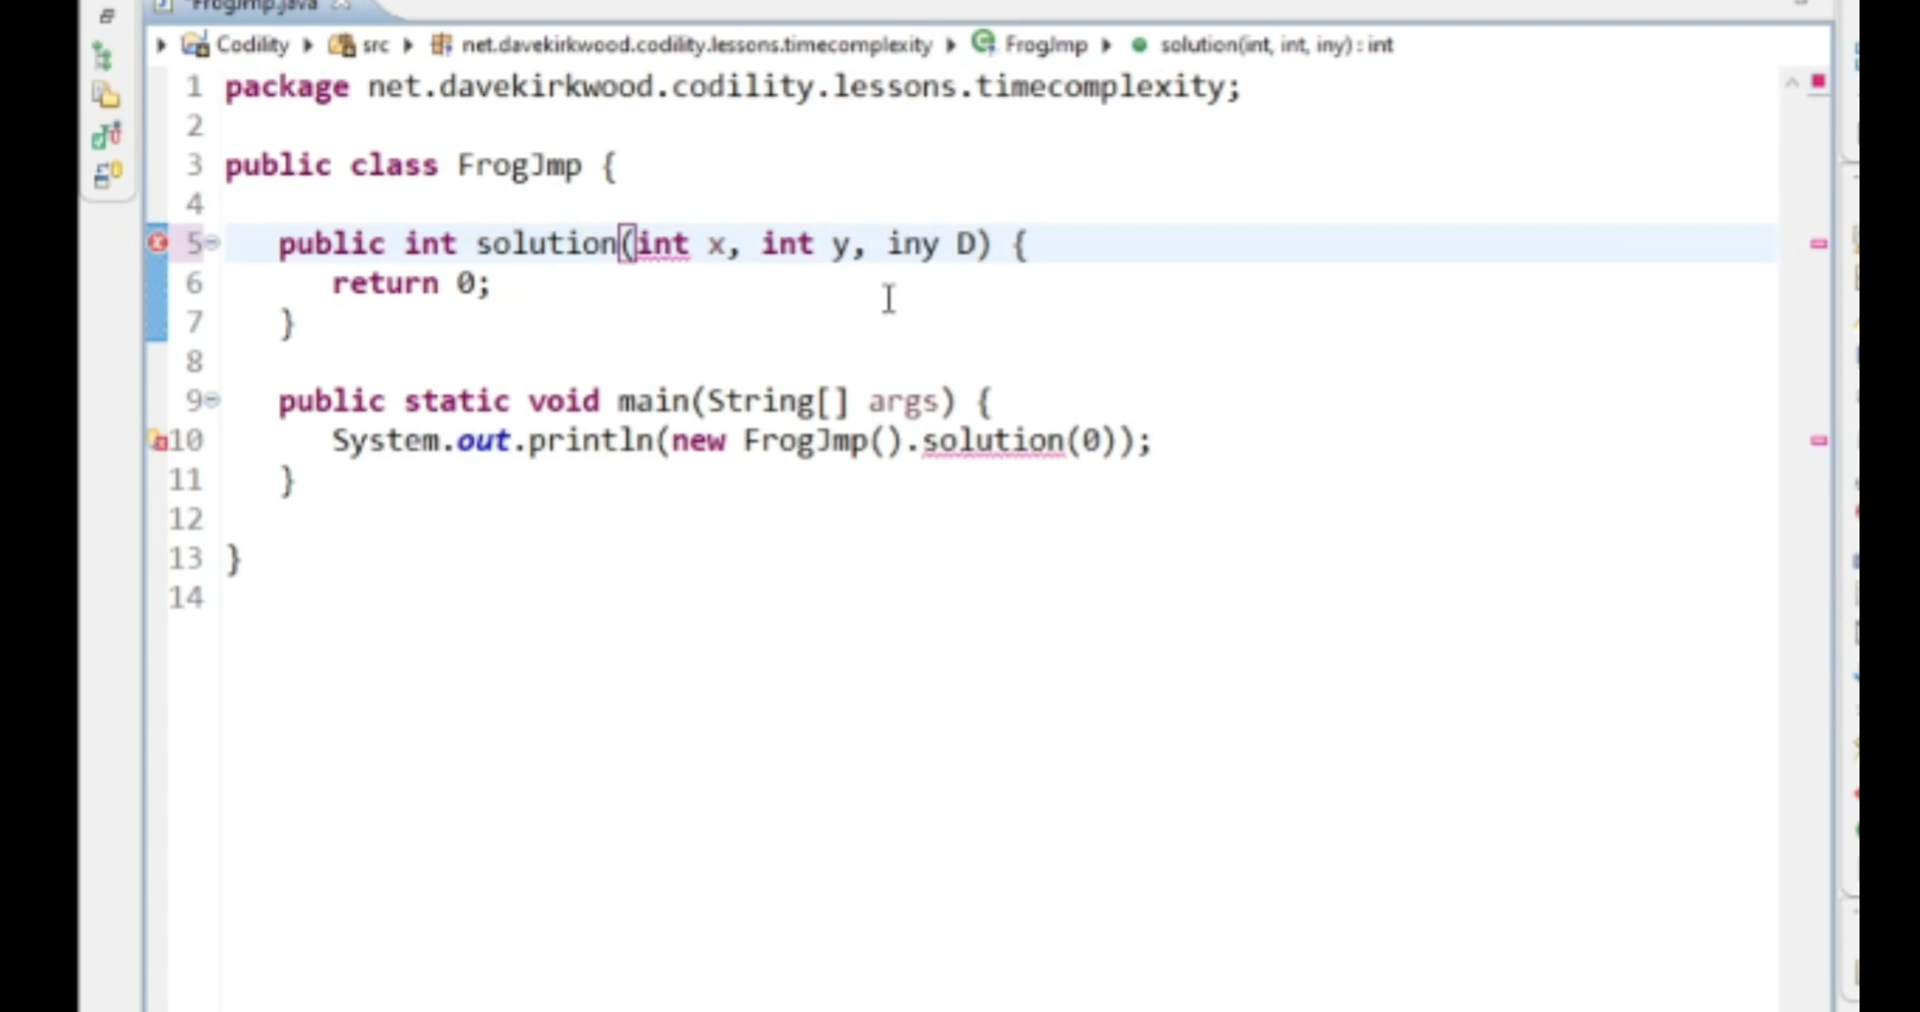 *FrogJmp.java
Codility src net.davekirkwood.codility.lessons.timecomplexity FrogJmp solution(int, int, iny) : int
1 package net.davekirkwood.codility.lessons.timecomplexity;
2
3 public class FrogJmp {
4
5 public int solution(int x, int y, iny D) {
6 return 0;
7 }
8
9 public static void main(String[] args) {
10 System.out.println(new FrogJmp().solution(0));
11 }
12
13 }
14